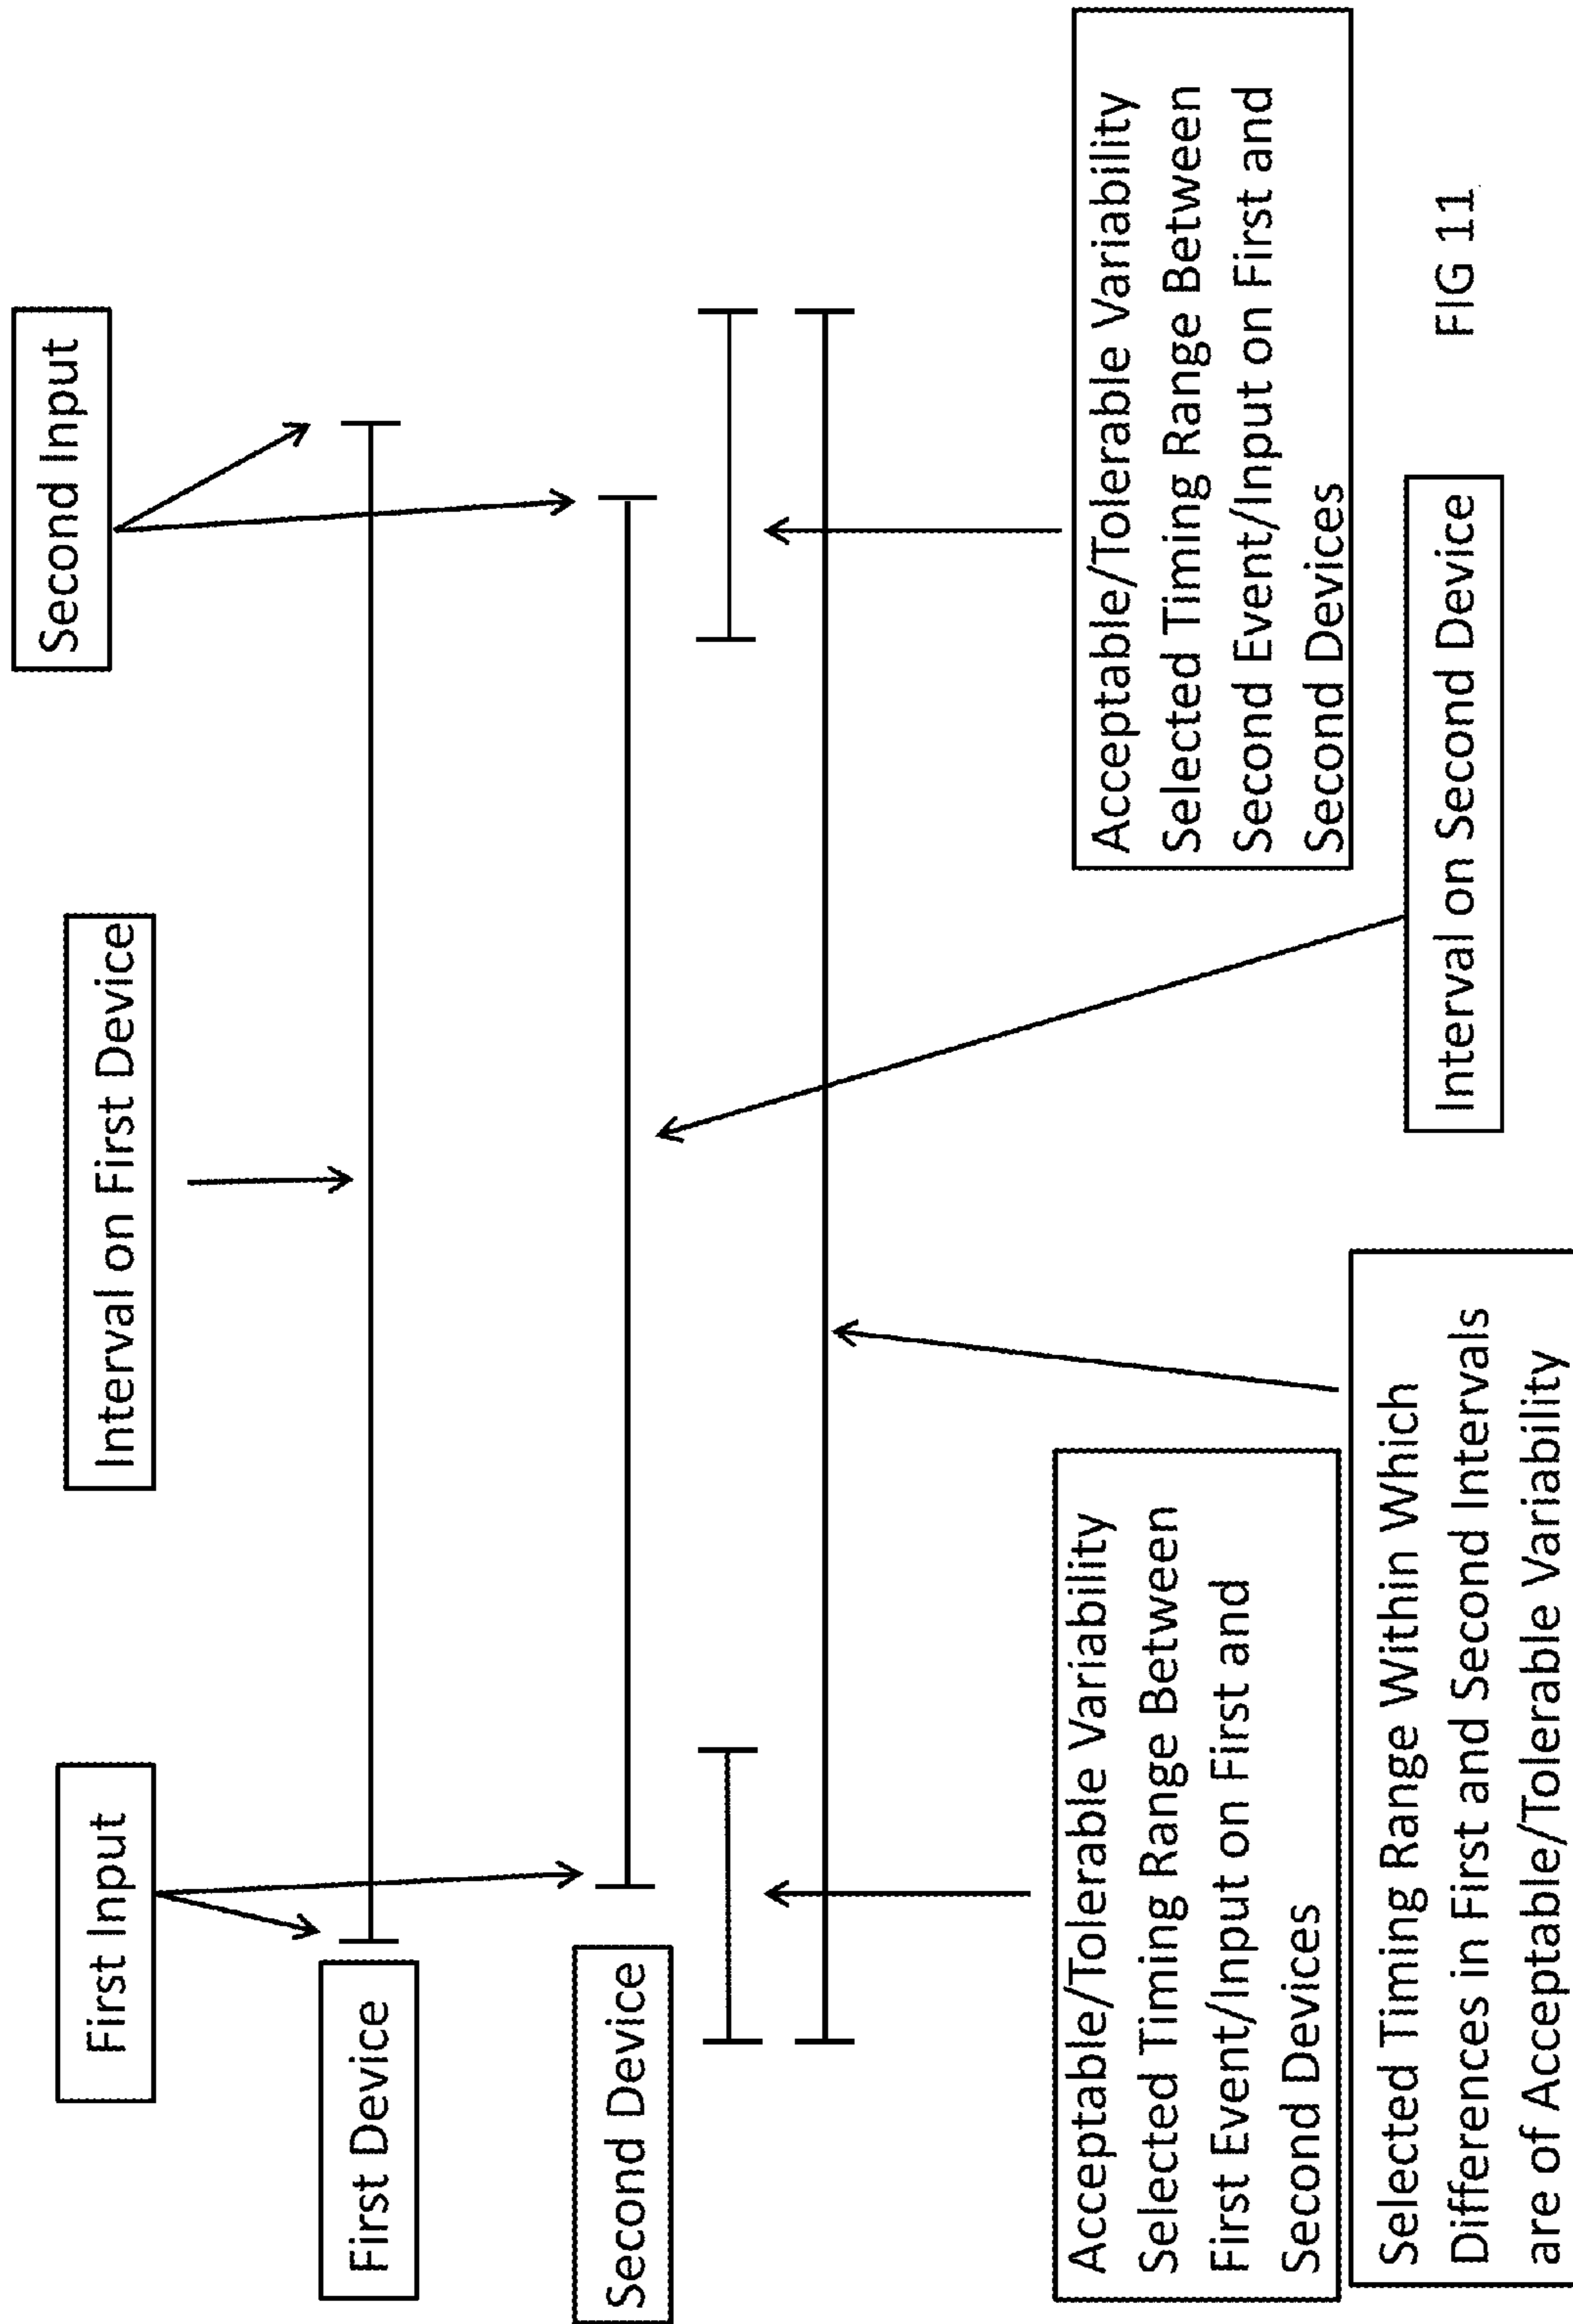 First Input
Interval on First Device
Second Input
First Device
Second Device
Acceptable/Tolerable Variability
Selected Timing Range Between
First Event/Input on First and
Second Devices
Acceptable/Tolerable Variability
Selected Timing Range Between
Second Event/Input on First and
Second Devices
Selected Timing Range Within Which
Differences in First and Second Intervals
are of Acceptable/Tolerable Variability
Interval on Second Device
FIG 11